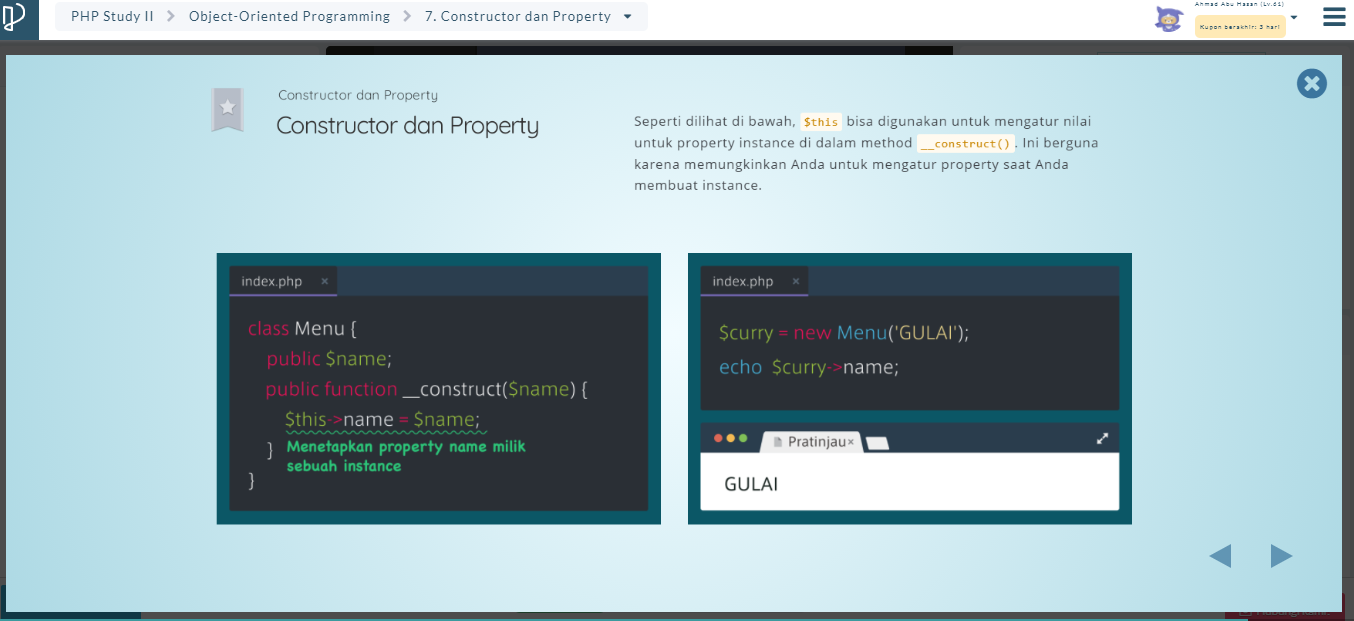 PHP Study II > Object-Oriented Programming > 7. Constructor dan Property
Ahmad Abu Hasan (Lv.61)
Kupon berakhir: 3 hari
Constructor dan Property
Constructor dan Property
Seperti dilihat di bawah, $this bisa digunakan untuk mengatur nilai
untuk property instance di dalam method __construct(). Ini berguna
karena memungkinkan Anda untuk mengatur property saat Anda
membuat instance.
index.php ×
class Menu {
public $name;
public function __construct($name) {
$this->name = $name;
} Menetapkan property name milik
sebuah instance
}
index.php ×
$curry = new Menu('GULAI');
echo $curry->name;
Pratinjau×
GULAI